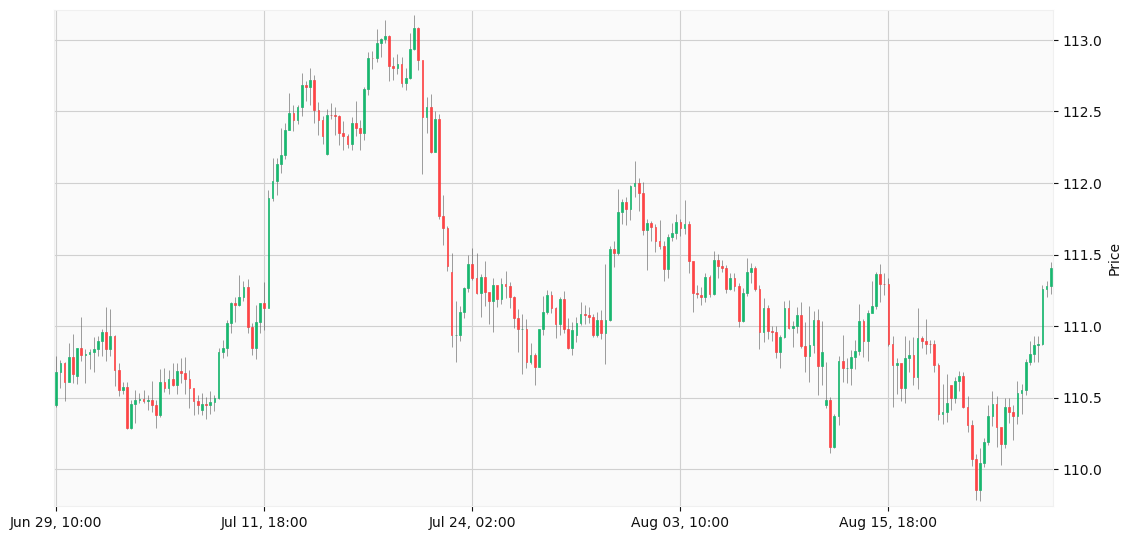 113.0
112.5
112.0
111.5
111.0
110.5
110.0
Price
Jun 29, 10:00
Jul 11, 18:00
Jul 24, 02:00
Aug 03, 10:00
Aug 15, 18:00